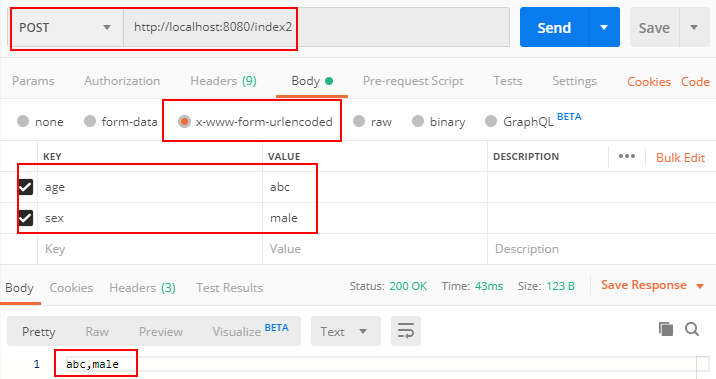 POST http://localhost:8080/index2 Send Save
Params Authorization Headers (9) Body Pre-request Script Tests Settings Cookies Code
none form-data x-www-form-urlencoded raw binary GraphQL BETA
KEY VALUE DESCRIPTION ••• Bulk Edit
age abc
sex male
Key Value Description
Body Cookies Headers (3) Test Results Status: 200 OK Time: 43ms Size: 123 B Save Response
Pretty Raw Preview Visualize BETA Text
1 abc,male